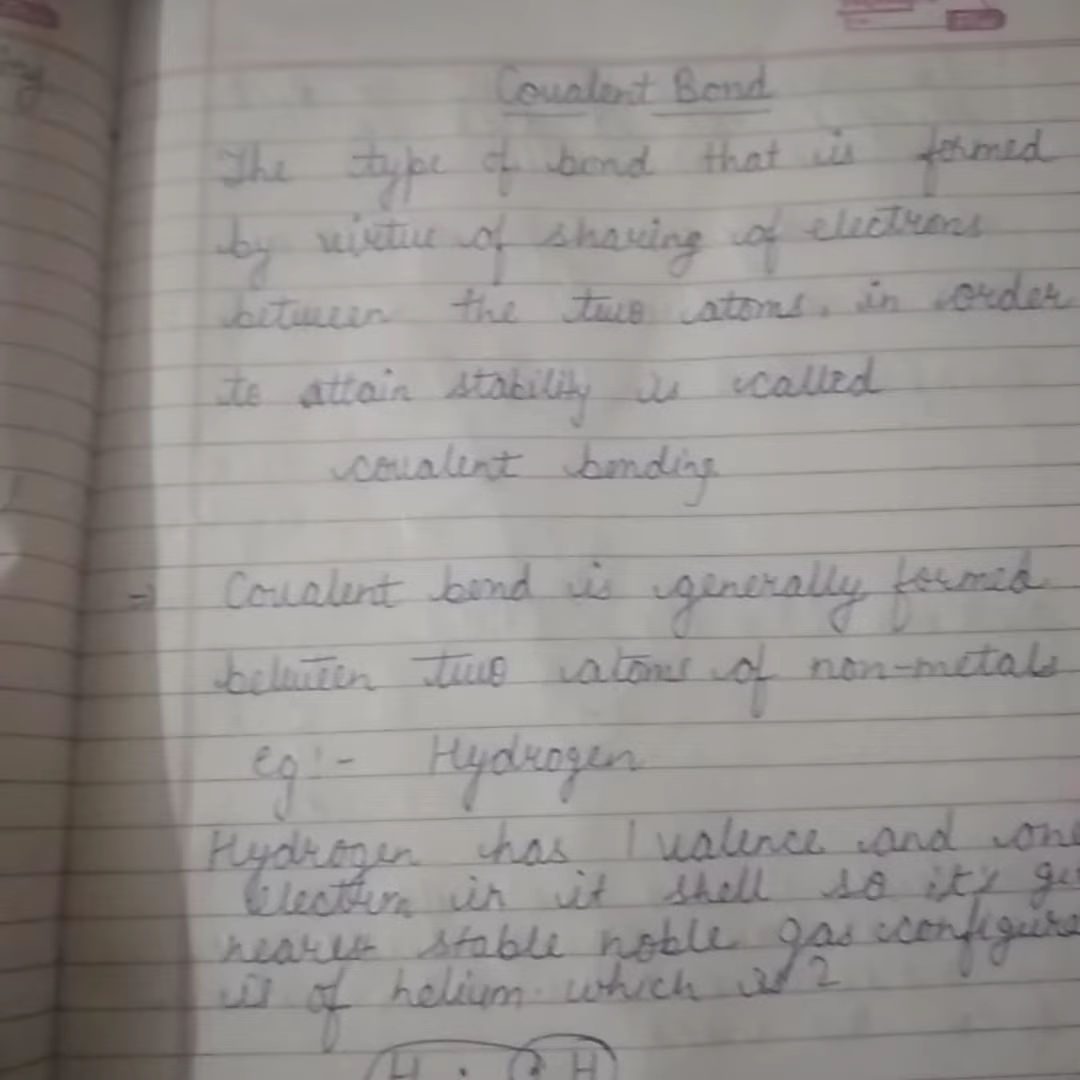 Covalent Bond
The type of bond that is formed
by virtue of sharing of electrons
between the two atoms, in order
to attain stability is called
covalent bonding
→ Covalent bond is generally formed
between two atoms of non-metals
eg:- Hydrogen
Hydrogen has 1 valence and one
electron in it shell so it's
nearest stable noble gas
is of helium which is 2
H . H